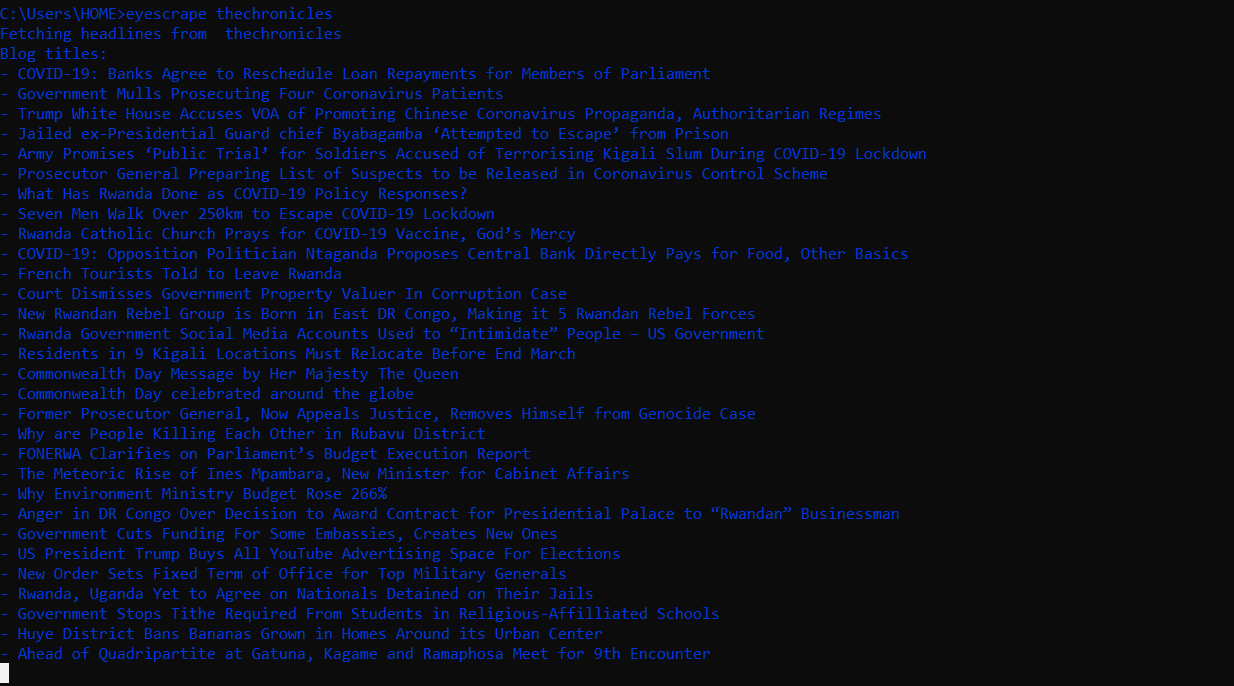 C:\Users\HOME>eyescrape thechronicles
Fetching headlines from  thechronicles
Blog titles:
- COVID-19: Banks Agree to Reschedule Loan Repayments for Members of Parliament
- Government Mulls Prosecuting Four Coronavirus Patients
- Trump White House Accuses VOA of Promoting Chinese Coronavirus Propaganda, Authoritarian Regimes
- Jailed ex-Presidential Guard chief Byabagamba ‘Attempted to Escape’ from Prison
- Army Promises ‘Public Trial’ for Soldiers Accused of Terrorising Kigali Slum During COVID-19 Lockdown
- Prosecutor General Preparing List of Suspects to be Released in Coronavirus Control Scheme
- What Has Rwanda Done as COVID-19 Policy Responses?
- Seven Men Walk Over 250km to Escape COVID-19 Lockdown
- Rwanda Catholic Church Prays for COVID-19 Vaccine, God’s Mercy
- COVID-19: Opposition Politician Ntaganda Proposes Central Bank Directly Pays for Food, Other Basics
- French Tourists Told to Leave Rwanda
- Court Dismisses Government Property Valuer In Corruption Case
- New Rwandan Rebel Group is Born in East DR Congo, Making it 5 Rwandan Rebel Forces
- Rwanda Government Social Media Accounts Used to “Intimidate” People – US Government
- Residents in 9 Kigali Locations Must Relocate Before End March
- Commonwealth Day Message by Her Majesty The Queen
- Commonwealth Day celebrated around the globe
- Former Prosecutor General, Now Appeals Justice, Removes Himself from Genocide Case
- Why are People Killing Each Other in Rubavu District
- FONERWA Clarifies on Parliament’s Budget Execution Report
- The Meteoric Rise of Ines Mpambara, New Minister for Cabinet Affairs
- Why Environment Ministry Budget Rose 266%
- Anger in DR Congo Over Decision to Award Contract for Presidential Palace to “Rwandan” Businessman
- Government Cuts Funding For Some Embassies, Creates New Ones
- US President Trump Buys All YouTube Advertising Space For Elections
- New Order Sets Fixed Term of Office for Top Military Generals
- Rwanda, Uganda Yet to Agree on Nationals Detained on Their Jails
- Government Stops Tithe Required From Students in Religious-Affilliated Schools
- Huye District Bans Bananas Grown in Homes Around its Urban Center
- Ahead of Quadripartite at Gatuna, Kagame and Ramaphosa Meet for 9th Encounter